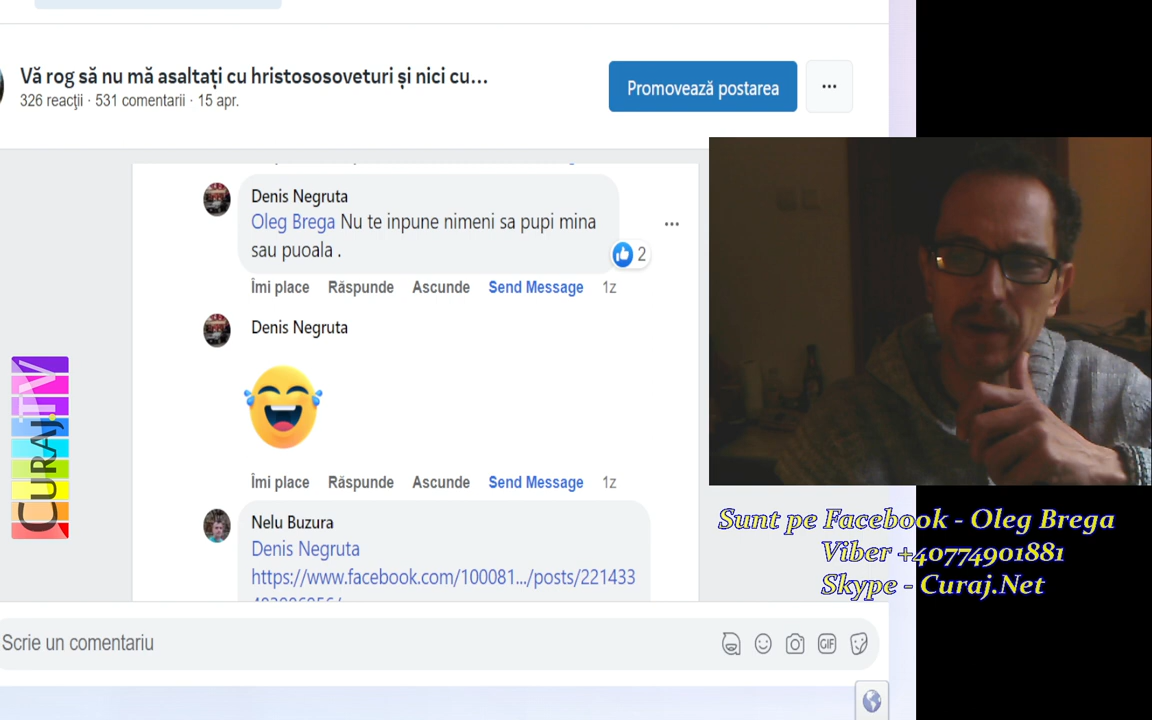 Vă rog să nu mă asaltați cu hristososoveturi și nici cu...
326 reacții · 531 comentarii · 15 apr.
Promovează postarea
Denis Negruta
Oleg Brega Nu te inpune nimeni sa pupi mina
sau puoala .
2
Îmi place Răspunde Ascunde Send Message 1z
Denis Negruta
Îmi place Răspunde Ascunde Send Message 1z
Nelu Buzura
Denis Negruta
https://www.facebook.com/100081.../posts/221433
Scrie un comentariu
GIF
CURAJ.TV
Sunt pe Facebook - Oleg Brega
Viber +40774901881
Skype - Curaj.Net